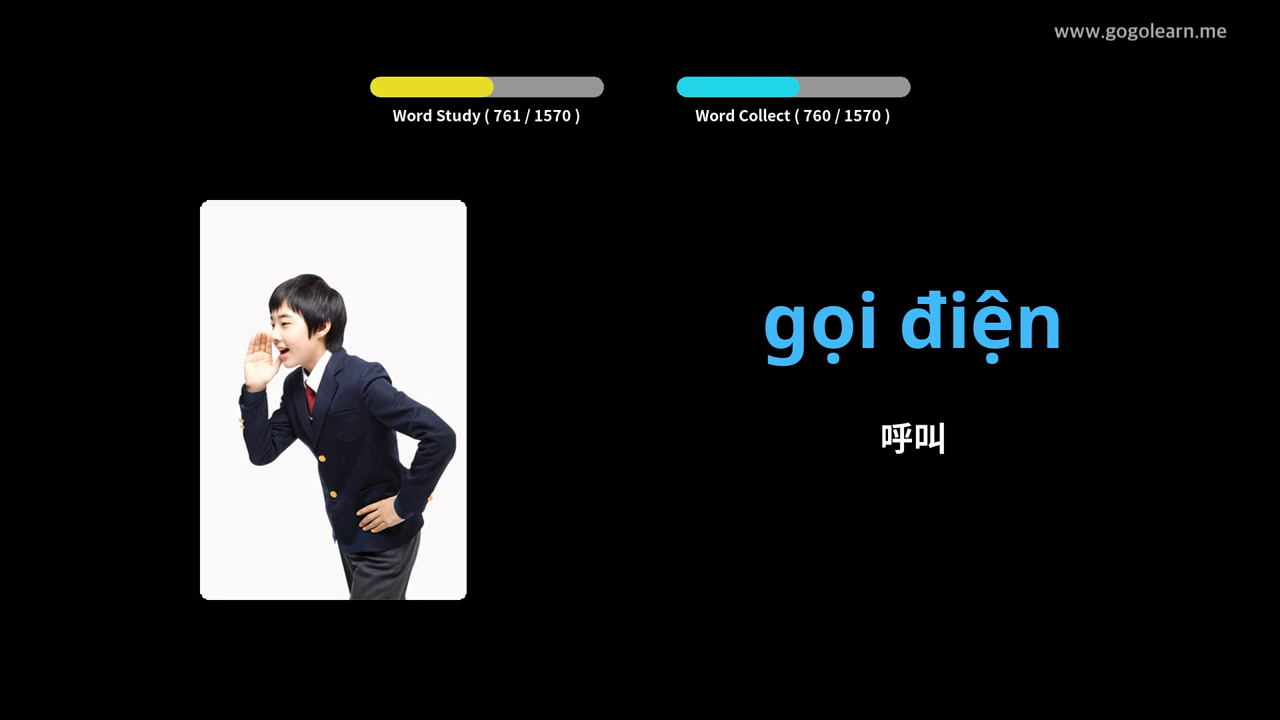 www.gogolearn.me
Word Study ( 761 / 1570 )
Word Collect ( 760 / 1570 )
gọi điện
呼叫